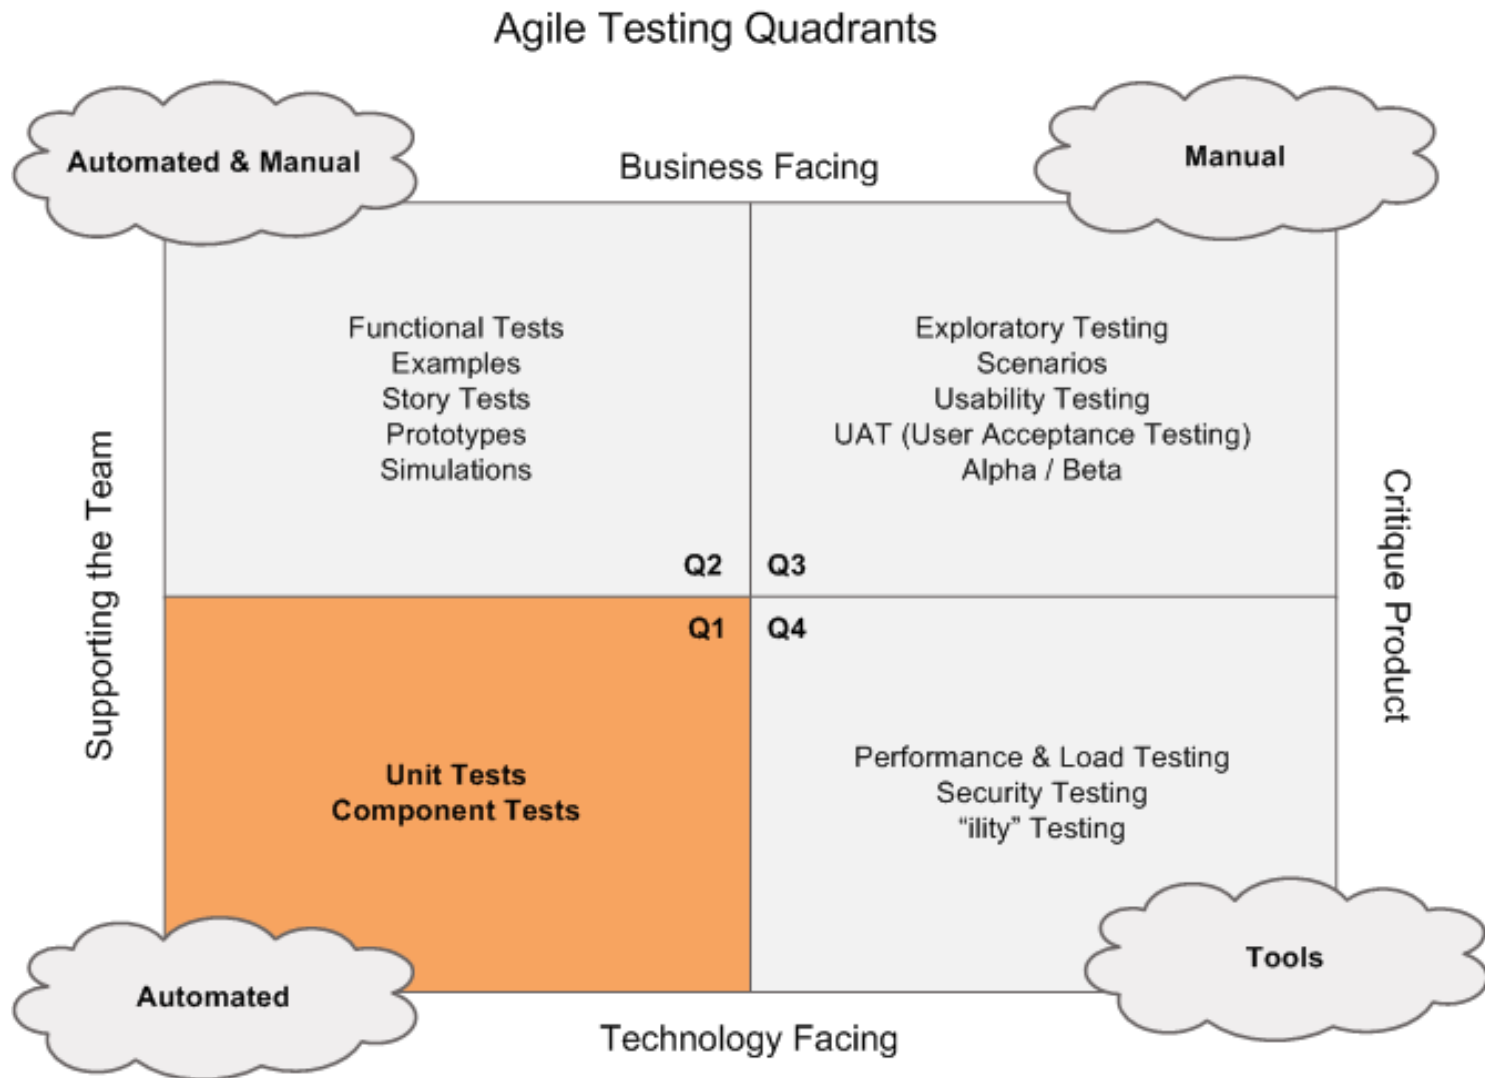 Agile Testing Quadrants
Automated & Manual
Business Facing
Manual
Functional Tests
Examples
Story Tests
Prototypes
Simulations
Q2
Exploratory Testing
Scenarios
Usability Testing
UAT (User Acceptance Testing)
Alpha / Beta
Q3
Supporting the Team
Critique Product
Q1
Unit Tests
Component Tests
Q4
Performance & Load Testing
Security Testing
“ility” Testing
Automated
Technology Facing
Tools